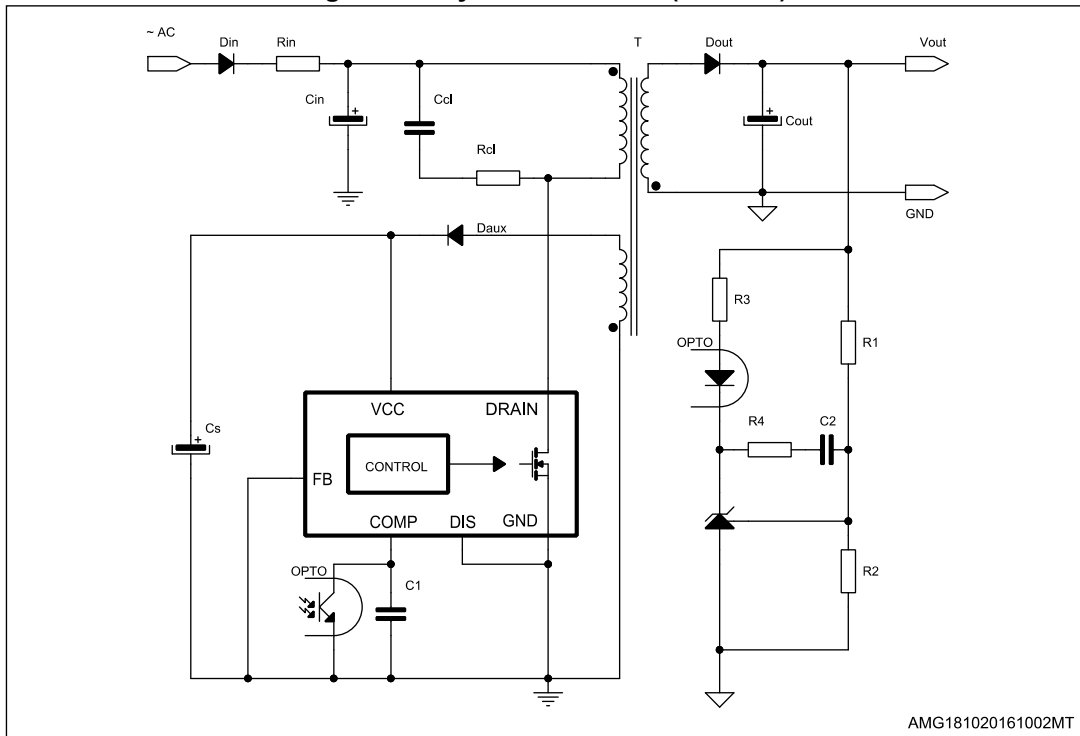 ~ AC
Din
Rin
T
Dout
Vout
Cin
+
Ccl
+
Cout
Rcl
GND
Daux
R3
OPTO
R1
VCC
DRAIN
Cs
+
R4
C2
CONTROL
FB
COMP
DIS
GND
OPTO
C1
R2
AMG181020161002MT